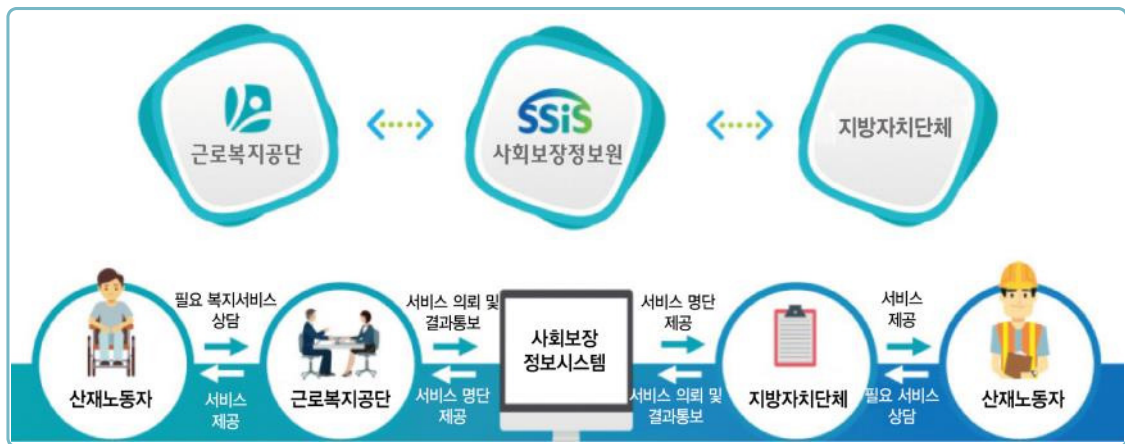 근로복지공단
SSiS
사회보장정보원
지방자치단체
필요 복지서비스
상담
서비스 의뢰 및
결과통보
사회보장
정보시스템
서비스 명단
제공
서비스
제공
산재노동자
서비스
제공
근로복지공단
서비스 명단
제공
서비스 의뢰 및
결과통보
지방자치단체
필요 서비스
상담
산재노동자